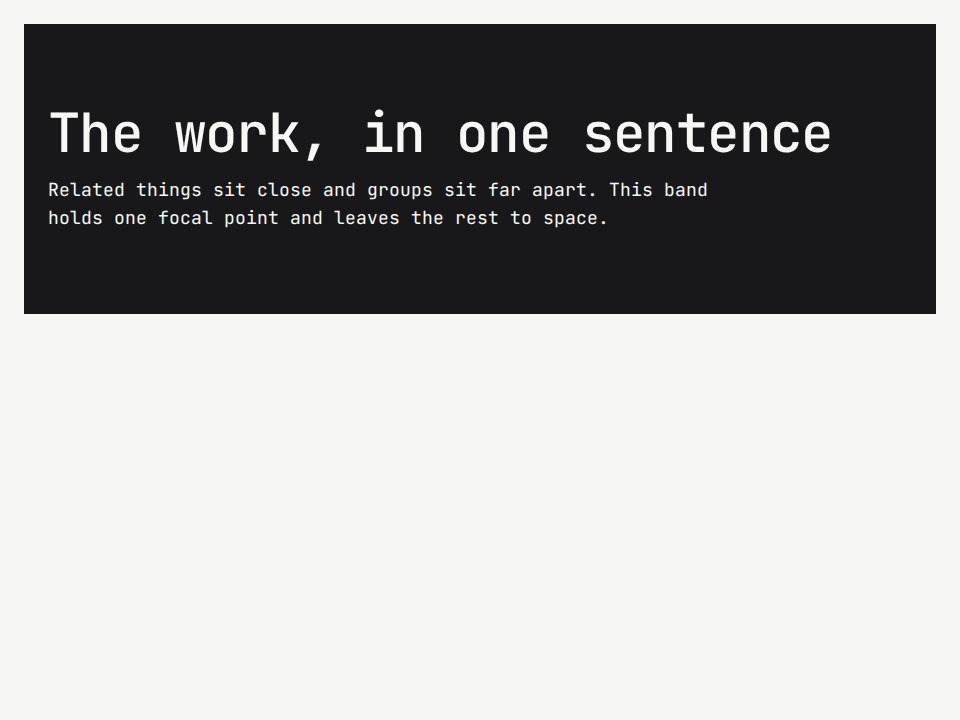 The work, in one sentence
Related things sit close and groups sit far apart. This band
holds one focal point and leaves the rest to space.